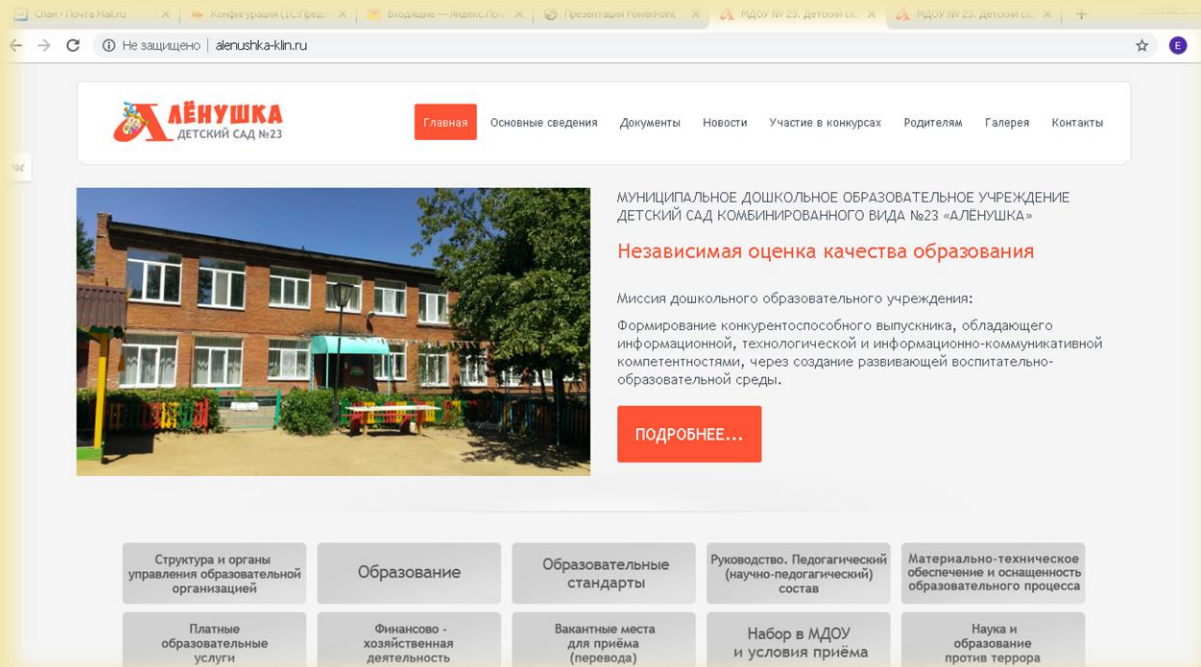 Спам - Почта Mail.ru
Конфигурация (1С:Предп
Входящие — Яндекс.Поч
Презентация PowerPoint
МДОУ № 23. Детский са
МДОУ № 23. Детский са
Не защищено | alenushka-klin.ru
E
АЛЁНУШКА
ДЕТСКИЙ САД №23
Главная Основные сведения Документы Новости Участие в конкурсах Родителям Галерея Контакты
МУНИЦИПАЛЬНОЕ ДОШКОЛЬНОЕ ОБРАЗОВАТЕЛЬНОЕ УЧРЕЖДЕНИЕ
ДЕТСКИЙ САД КОМБИНИРОВАННОГО ВИДА №23 «АЛЁНУШКА»
Независимая оценка качества образования
Миссия дошкольного образовательного учреждения:
Формирование конкурентоспособного выпускника, обладающего
информационной, технологической и информационно-коммуникативной
компетентностями, через создание развивающей воспитательно-
образовательной среды.
ПОДРОБНЕЕ...
Структура и органы
управления образовательной
организацией
Образование
Образовательные
стандарты
Руководство. Педогагический
(научно-педогагический)
состав
Материально-техническое
обеспечение и оснащенность
образовательного процесса
Платные
образовательные
услуги
Финансово -
хозяйственная
деятельность
Вакантные места
для приёма
(перевода)
Набор в МДОУ
и условия приёма
Наука и
образование
против террора